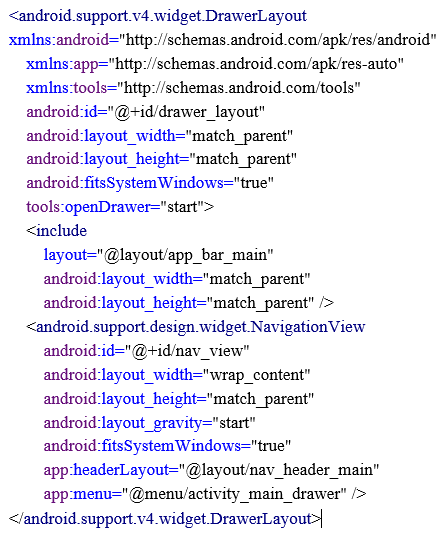 <android.support.v4.widget.DrawerLayout
xmlns:android="http://schemas.android.com/apk/res/android"
    xmlns:app="http://schemas.android.com/apk/res-auto"
    xmlns:tools="http://schemas.android.com/tools"
    android:id="@+id/drawer_layout"
    android:layout_width="match_parent"
    android:layout_height="match_parent"
    android:fitsSystemWindows="true"
    tools:openDrawer="start">
    <include
        layout="@layout/app_bar_main"
        android:layout_width="match_parent"
        android:layout_height="match_parent" />
    <android.support.design.widget.NavigationView
        android:id="@+id/nav_view"
        android:layout_width="wrap_content"
        android:layout_height="match_parent"
        android:layout_gravity="start"
        android:fitsSystemWindows="true"
        app:headerLayout="@layout/nav_header_main"
        app:menu="@menu/activity_main_drawer" />
</android.support.v4.widget.DrawerLayout>